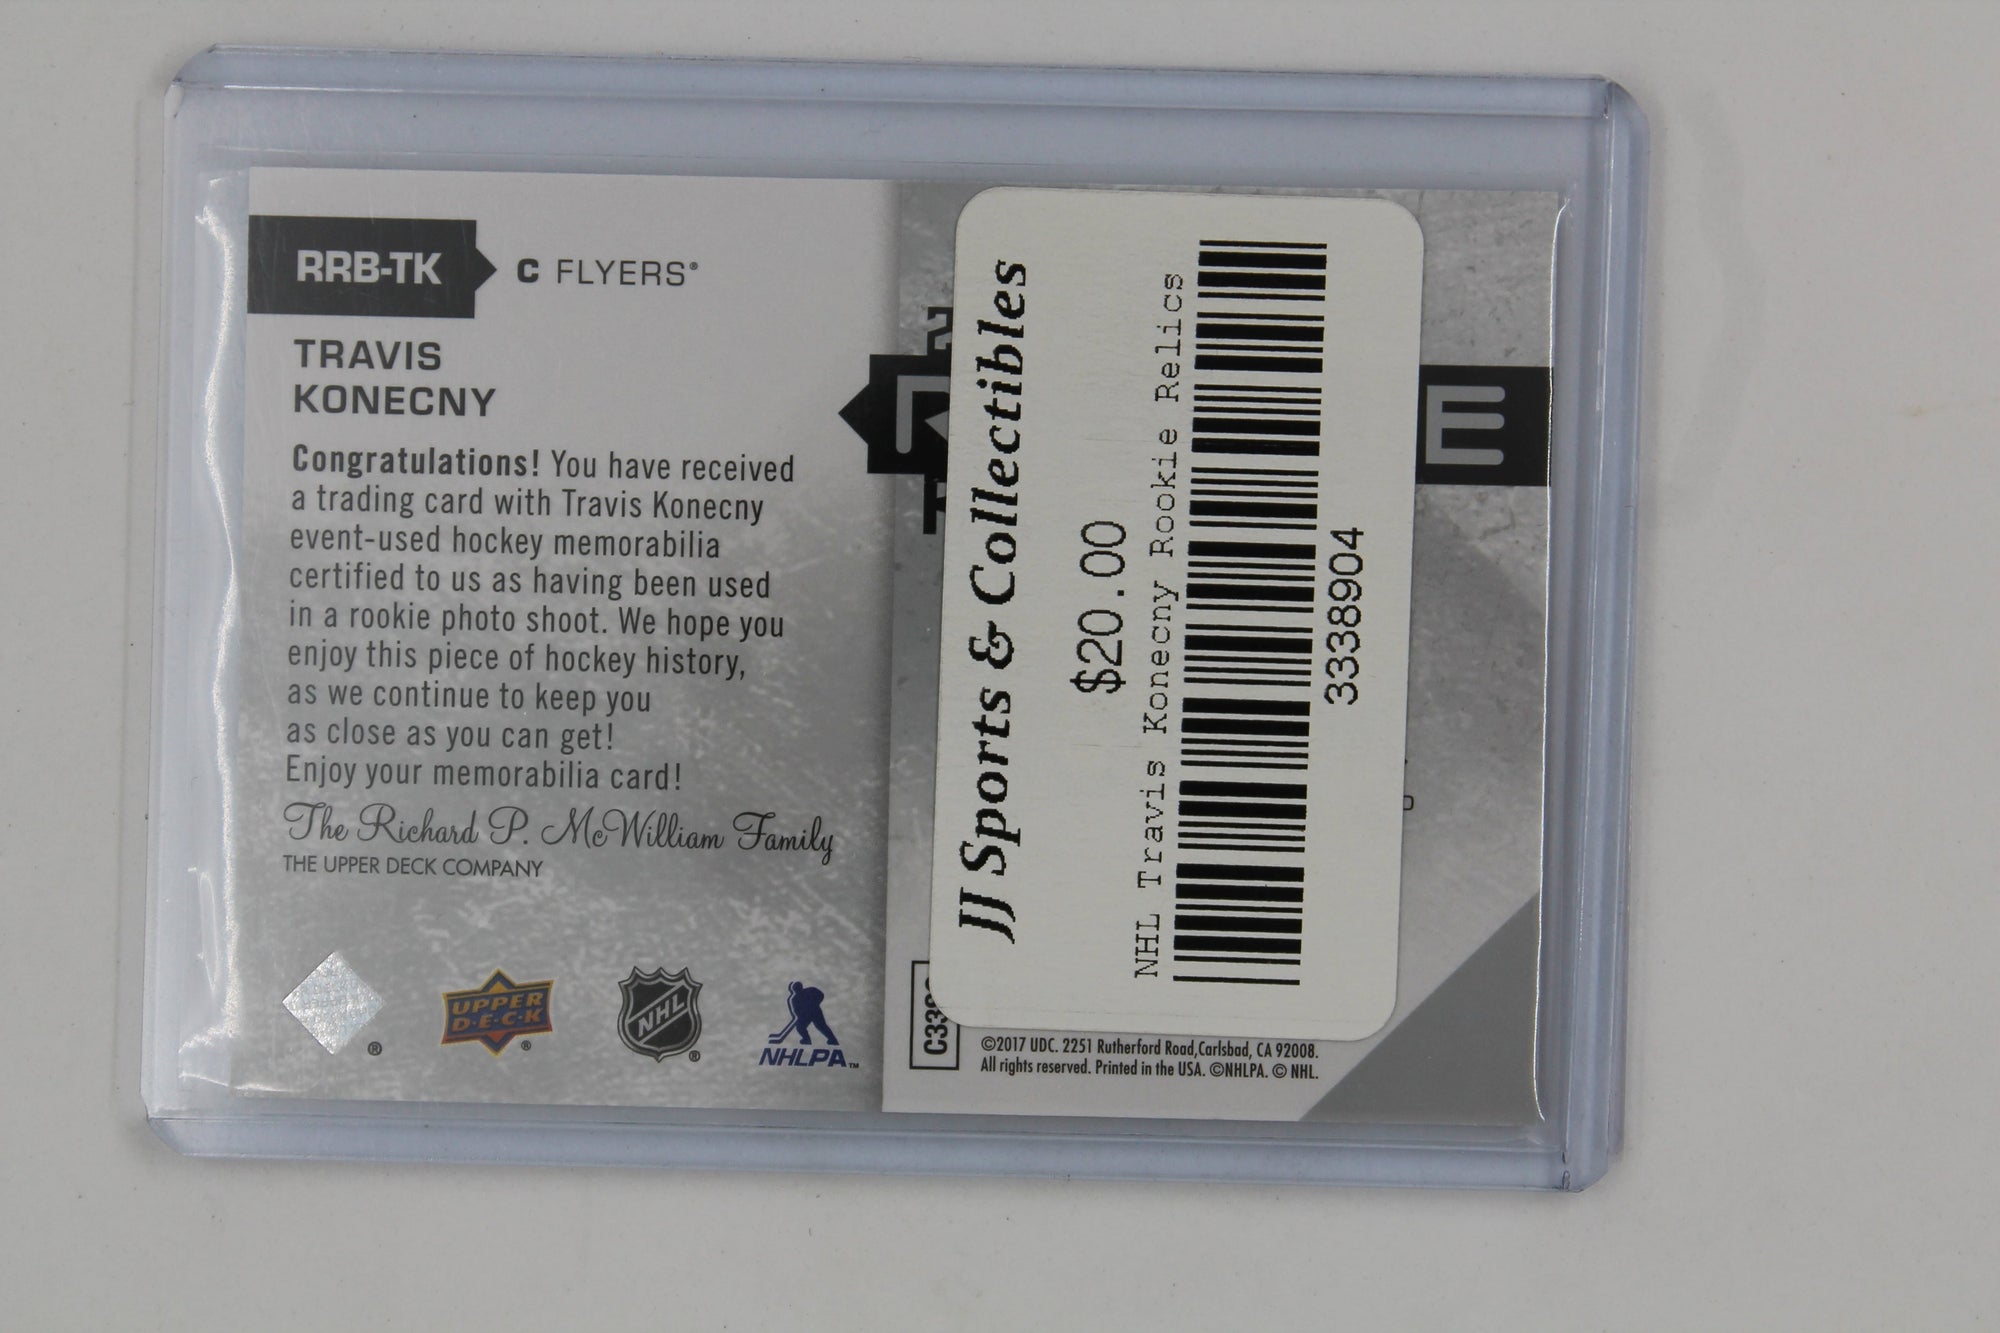 RRB-TK
C FLYERS®
TRAVIS
KONECNY
Congratulations! You have received
a trading card with Travis Konecny
event-used hockey memorabilia
certified to us as having been used
in a rookie photo shoot. We hope you
enjoy this piece of hockey history,
as we continue to keep you
as close as you can get!
Enjoy your memorabilia card!
The Richard P. McWilliam Family
THE UPPER DECK COMPANY
®
UPPER
D·E·C·K
®
NHL
®
NHLPA™
E
JJ Sports & Collectibles
$20.00
NHL Travis Konecny Rookie Relics
3338904
©2017 UDC. 2251 Rutherford Road,Carlsbad, CA 92008.
All rights reserved. Printed in the USA. ©NHLPA. © NHL.